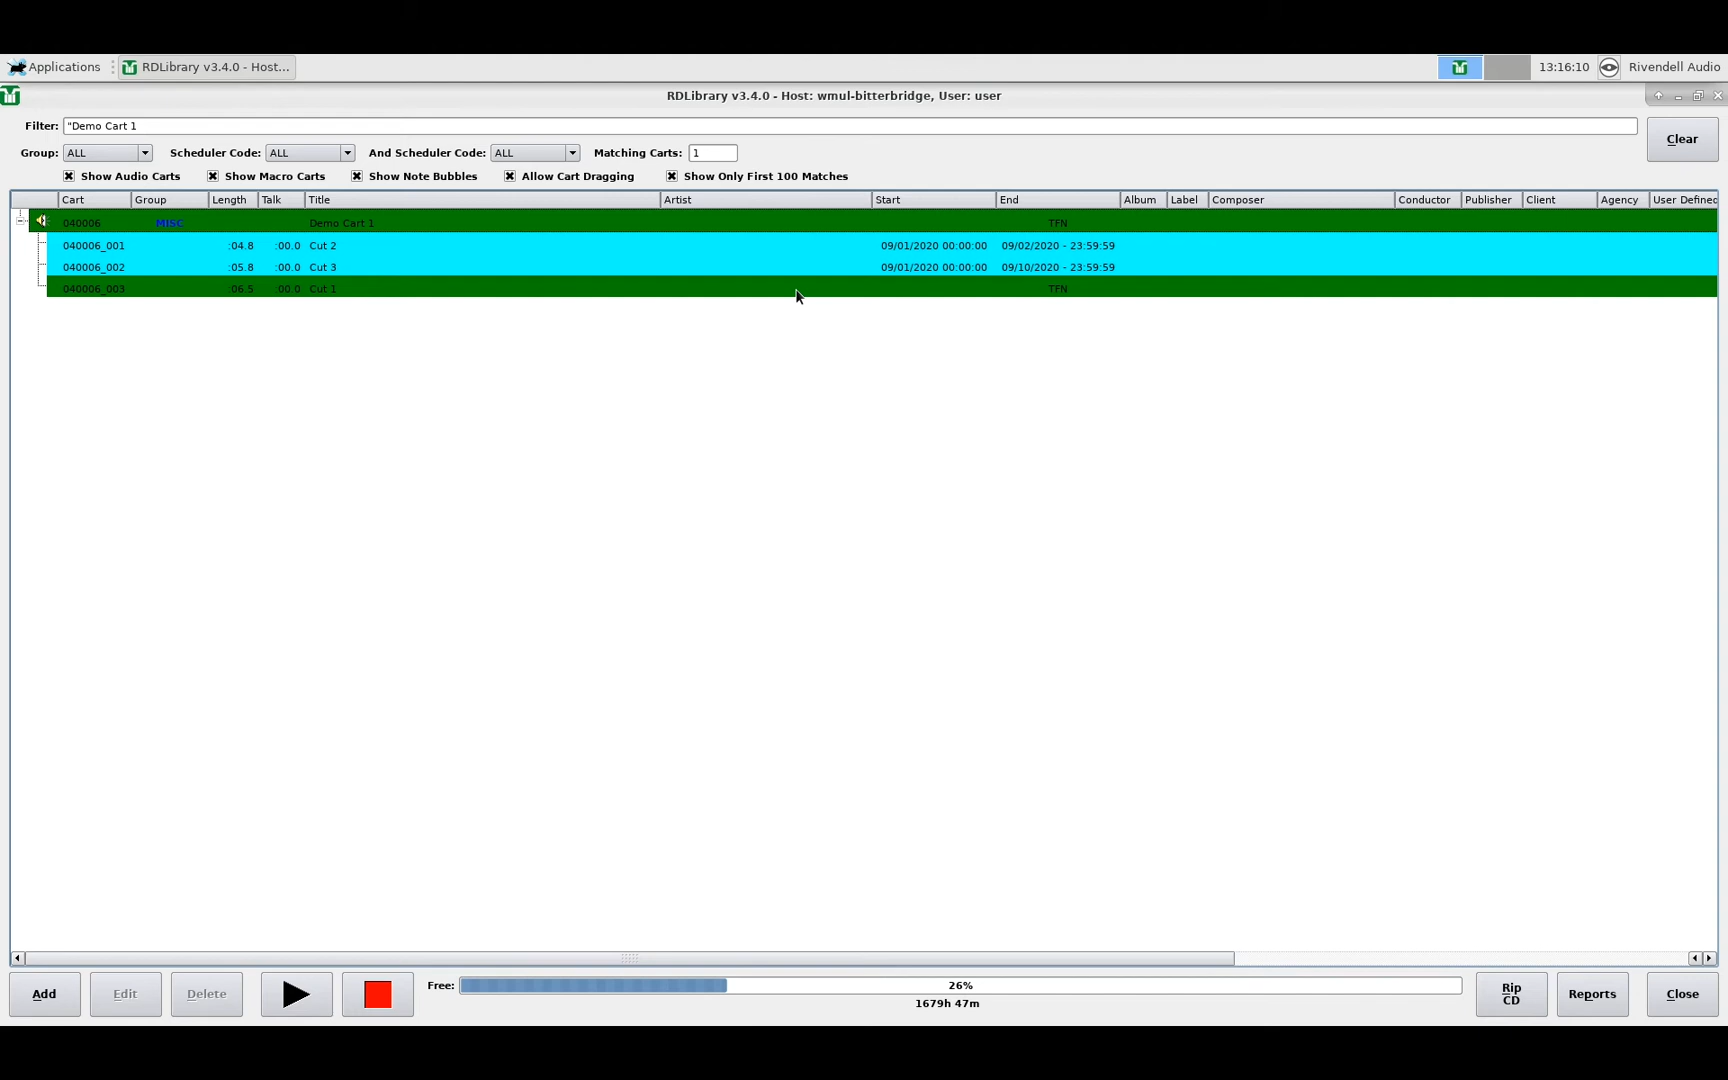 Applications RDLibrary v3.4.0 - Host... 13:16:10 Rivendell Audio
RDLibrary v3.4.0 - Host: wmul-bitterbridge, User: user
Filter: "Demo Cart 1 Clear
Group: ALL Scheduler Code: ALL And Scheduler Code: ALL Matching Carts: 1
Show Audio Carts Show Macro Carts Show Note Bubbles Allow Cart Dragging Show Only First 100 Matches
Cart Group Length Talk Title Artist Start End Album Label Composer Conductor Publisher Client Agency User Defined
040006 MISC Demo Cart 1 TFN
040006_001 :04.8 :00.0 Cut 2 09/01/2020 00:00:00 09/02/2020 - 23:59:59
040006_002 :05.8 :00.0 Cut 3 09/01/2020 00:00:00 09/10/2020 - 23:59:59
040006_003 :06.5 :00.0 Cut 1 TFN
Add Edit Delete Free: 26% Rip CD Reports Close
1679h 47m